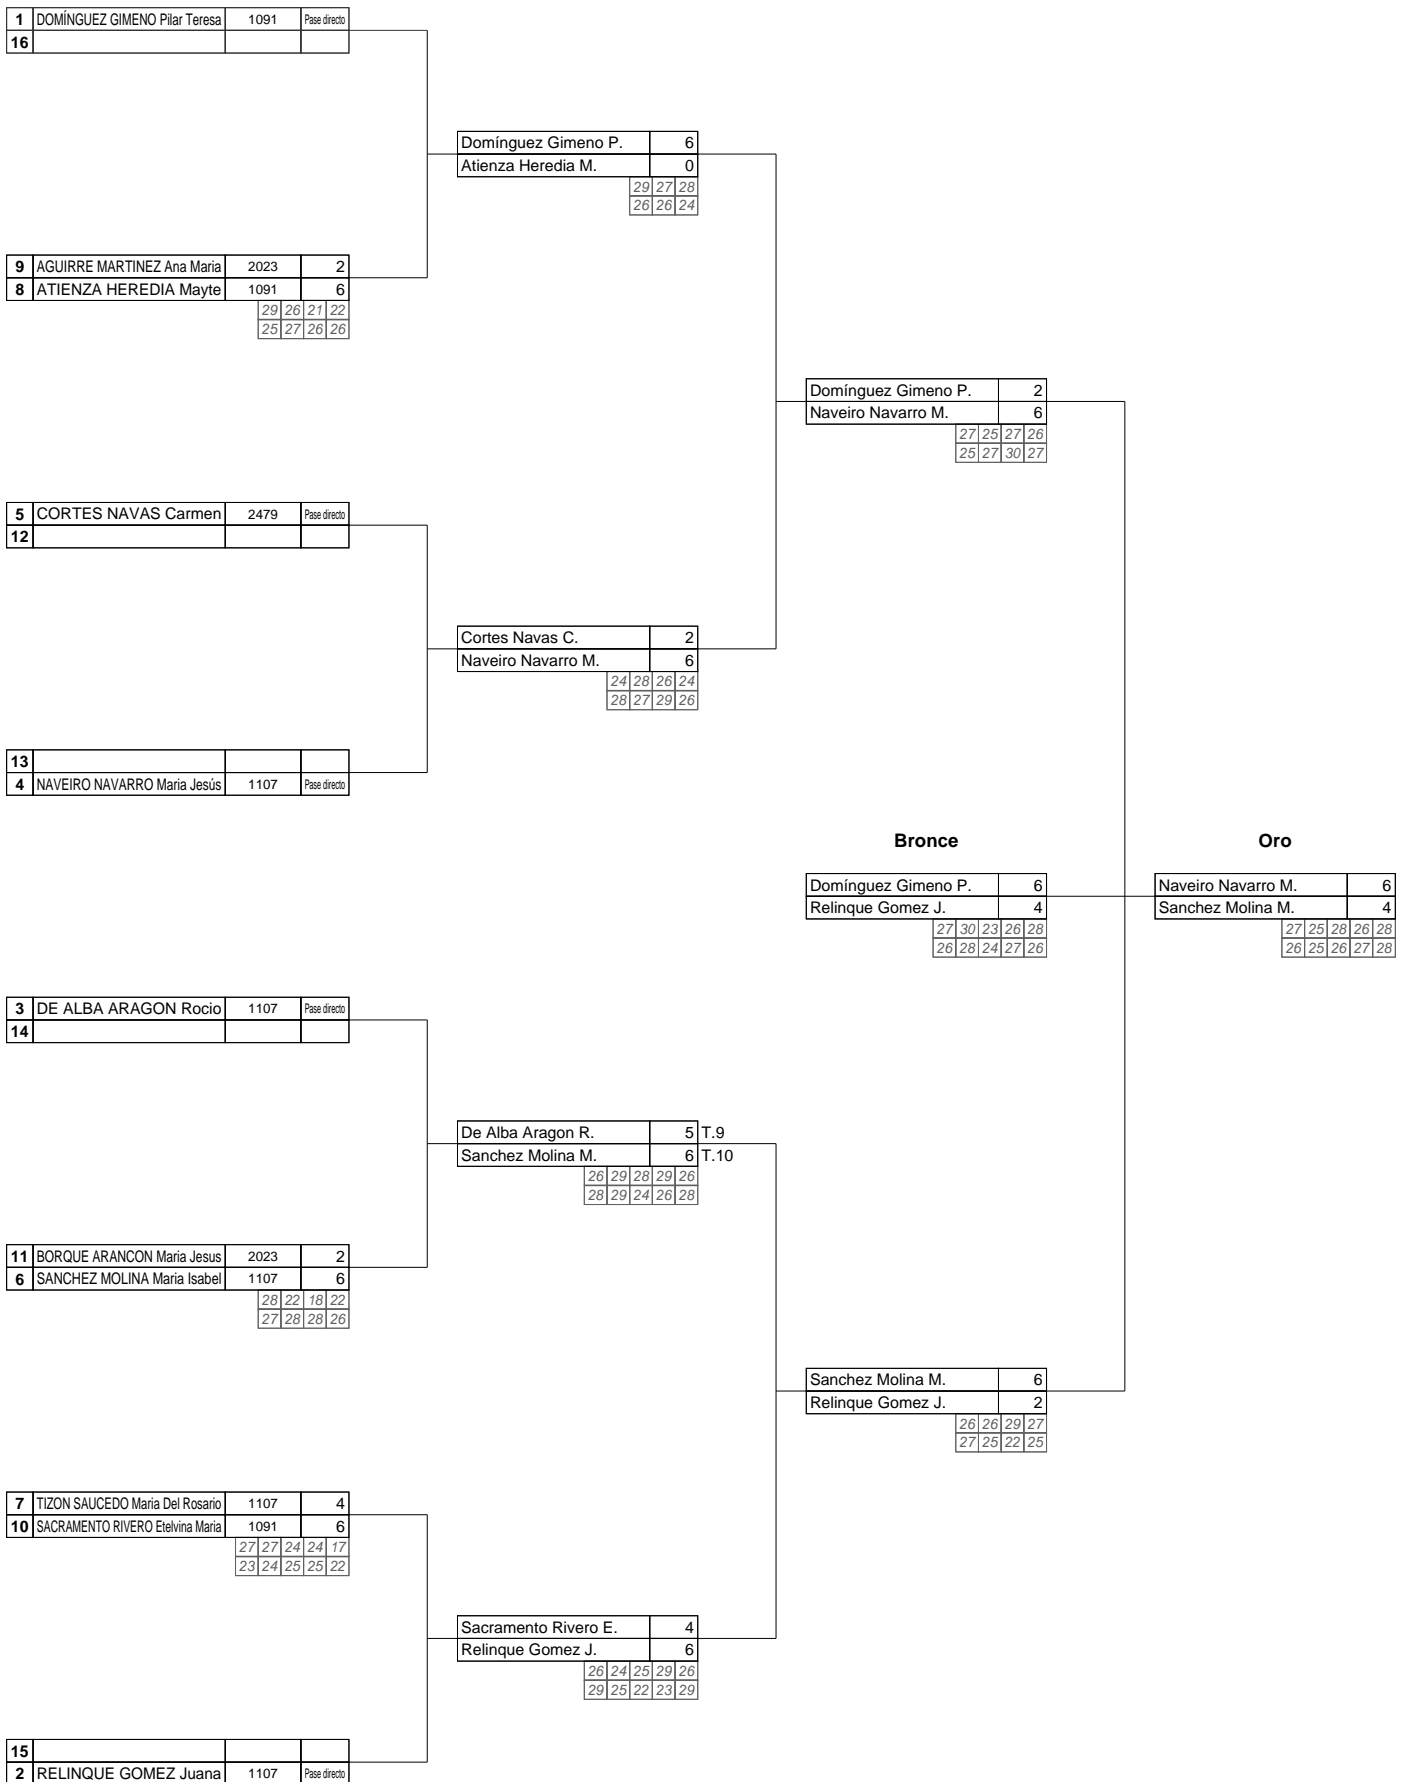 1 DOMÍNGUEZ GIMENO Pilar Teresa 1091 Pase directo
16
Domínguez Gimeno P. 6
Atienza Heredia M. 0
29 27 28
26 26 24
9 AGUIRRE MARTINEZ Ana Maria 2023 2
8 ATIENZA HEREDIA Mayte 1091 6
29 26 21 22
25 27 26 26
Domínguez Gimeno P. 2
Naveiro Navarro M. 6
27 25 27 26
25 27 30 27
5 CORTES NAVAS Carmen 2479 Pase directo
12
Cortes Navas C. 2
Naveiro Navarro M. 6
24 28 26 24
28 27 29 26
13
4 NAVEIRO NAVARRO Maria Jesús 1107 Pase directo
Bronce Oro
Domínguez Gimeno P. 6 Naveiro Navarro M. 6
Relinque Gomez J. 4 Sanchez Molina M. 4
27 30 23 26 28 27 25 28 26 28
26 28 24 27 26 26 25 26 27 28
3 DE ALBA ARAGON Rocio 1107 Pase directo
14
De Alba Aragon R. 5 T.9
Sanchez Molina M. 6 T.10
26 29 28 29 26
28 29 24 26 28
11 BORQUE ARANCON Maria Jesus 2023 2
6 SANCHEZ MOLINA Maria Isabel 1107 6
28 22 18 22
27 28 28 26
Sanchez Molina M. 6
Relinque Gomez J. 2
26 26 29 27
27 25 22 25
7 TIZON SAUCEDO Maria Del Rosario 1107 4
10 SACRAMENTO RIVERO Etelvina Maria 1091 6
27 27 24 24 17
23 24 25 25 22
Sacramento Rivero E. 4
Relinque Gomez J. 6
26 24 25 29 26
29 25 22 23 29
15
2 RELINQUE GOMEZ Juana 1107 Pase directo